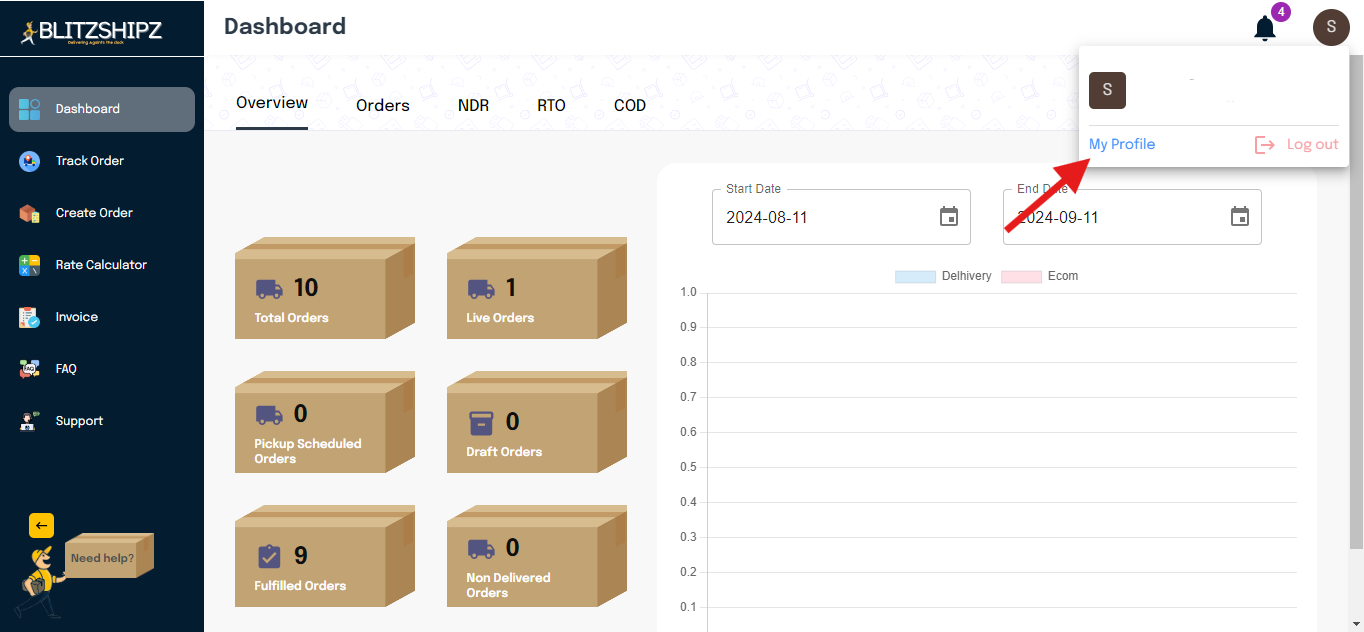 BLITZSHIPZ
Delivering Agents the clock
Dashboard
4
S
S
My Profile
Log out
Dashboard
Track Order
Create Order
Rate Calculator
Invoice
FAQ
Support
Need help?
Overview
Orders
NDR
RTO
COD
10
Total Orders
1
Live Orders
0
Pickup Scheduled
Orders
0
Draft Orders
9
Fulfilled Orders
0
Non Delivered
Orders
Start Date
2024-08-11
End Date
2024-09-11
Delhivery
Ecom
1.0
0.9
0.8
0.7
0.6
0.5
0.4
0.3
0.2
0.1